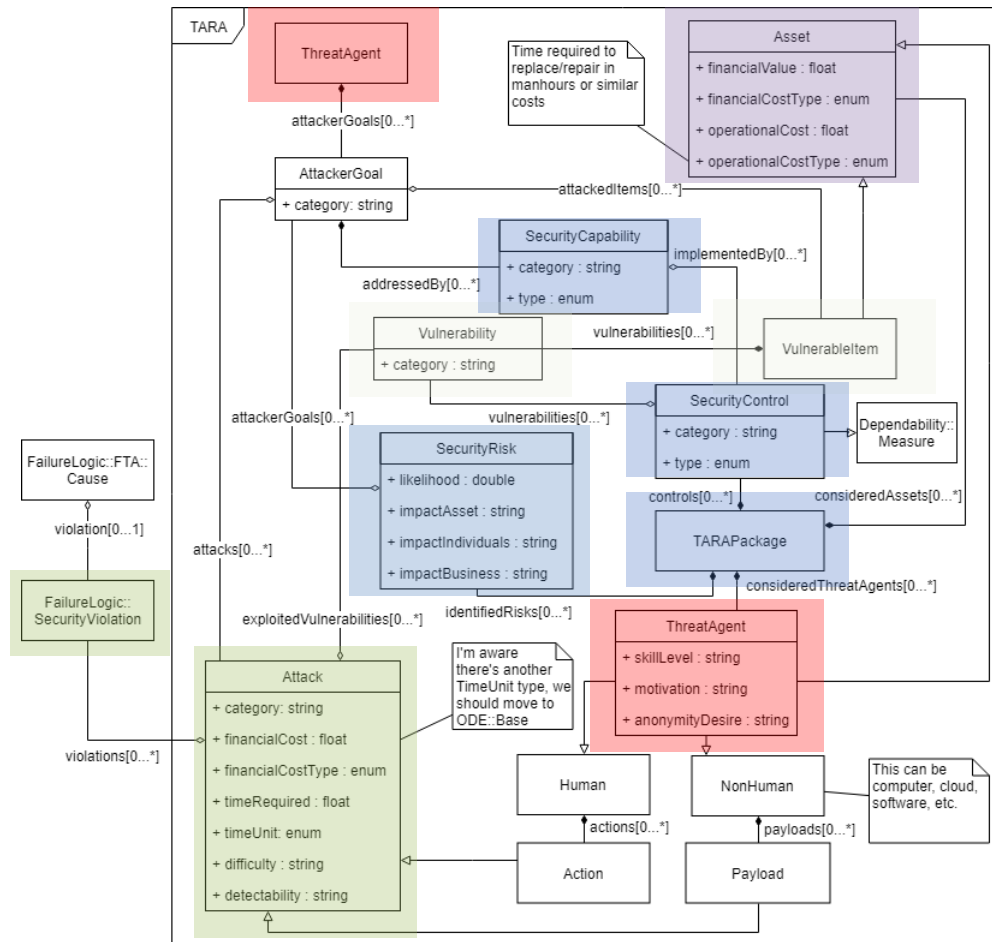 TARA
ThreatAgent
attackerGoals[0...*]
Time required to
replace/repair in
manhours or similar
costs
Asset
+ financialValue : float
+ financialCostType : enum
+ operationalCost : float
+ operationalCostType : enum
AttackerGoal
+ category: string
attackedItems[0...*]
SecurityCapability
+ category : string
+ type : enum
implementedBy[0...*]
addressedBy[0...*]
Vulnerability
+ category : string
vulnerabilities[0...*]
VulnerableItem
attackerGoals[0...*]
vulnerabilities[0...*]
SecurityControl
+ category : string
+ type : enum
Dependability::
Measure
FailureLogic::FTA::
Cause
violation[0...1]
SecurityRisk
+ likelihood : double
+ impactAsset : string
+ impactIndividuals : string
+ impactBusiness : string
controls[0...*]
consideredAssets[0...*]
TARAPackage
attacks[0...*]
FailureLogic::
SecurityViolation
exploitedVulnerabilities[0...*]
identifiedRisks[0...*]
consideredThreatAgents[0...*]
ThreatAgent
+ skillLevel : string
+ motivation : string
+ anonymityDesire : string
I'm aware
there's another
TimeUnit type, we
should move to
ODE::Base
Attack
+ category: string
+ financialCost : float
+ financialCostType : enum
+ timeRequired : float
+ timeUnit: enum
+ difficulty : string
+ detectability : string
violations[0...*]
Human
NonHuman
This can be
computer, cloud,
software, etc.
actions[0...*]
payloads[0...*]
Action
Payload